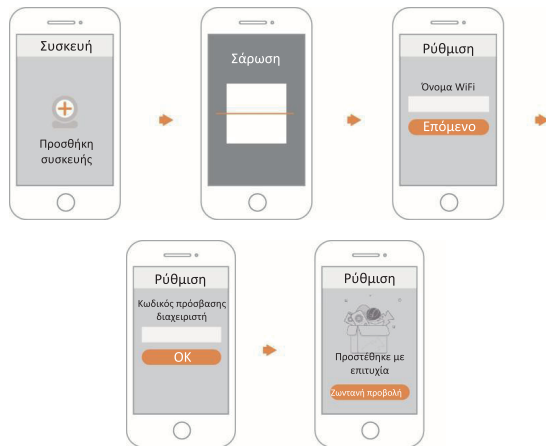 Συσκευή
Προσθήκη
συσκευής
Σάρωση
Ρύθμιση
Όνομα WiFi
Επόμενο
Ρύθμιση
Κωδικός πρόσβασης
διαχειριστή
OK
Ρύθμιση
Προστέθηκε με
επιτυχία
Ζωντανή προβολή